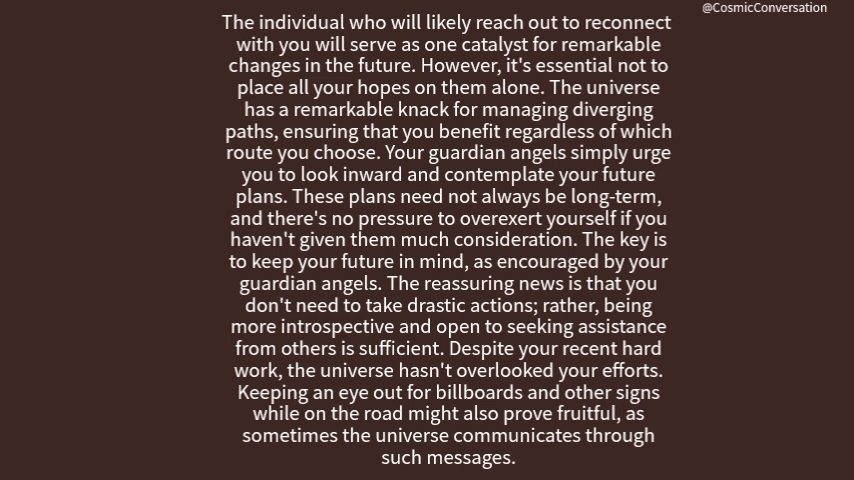 @CosmicConversation
The individual who will likely reach out to reconnect
with you will serve as one catalyst for remarkable
changes in the future. However, it's essential not to
place all your hopes on them alone. The universe
has a remarkable knack for managing diverging
paths, ensuring that you benefit regardless of which
route you choose. Your guardian angels simply urge
you to look inward and contemplate your future
plans. These plans need not always be long-term,
and there's no pressure to overexert yourself if you
haven't given them much consideration. The key is
to keep your future in mind, as encouraged by your
guardian angels. The reassuring news is that you
don't need to take drastic actions; rather, being
more introspective and open to seeking assistance
from others is sufficient. Despite your recent hard
work, the universe hasn't overlooked your efforts.
Keeping an eye out for billboards and other signs
while on the road might also prove fruitful, as
sometimes the universe communicates through
such messages.